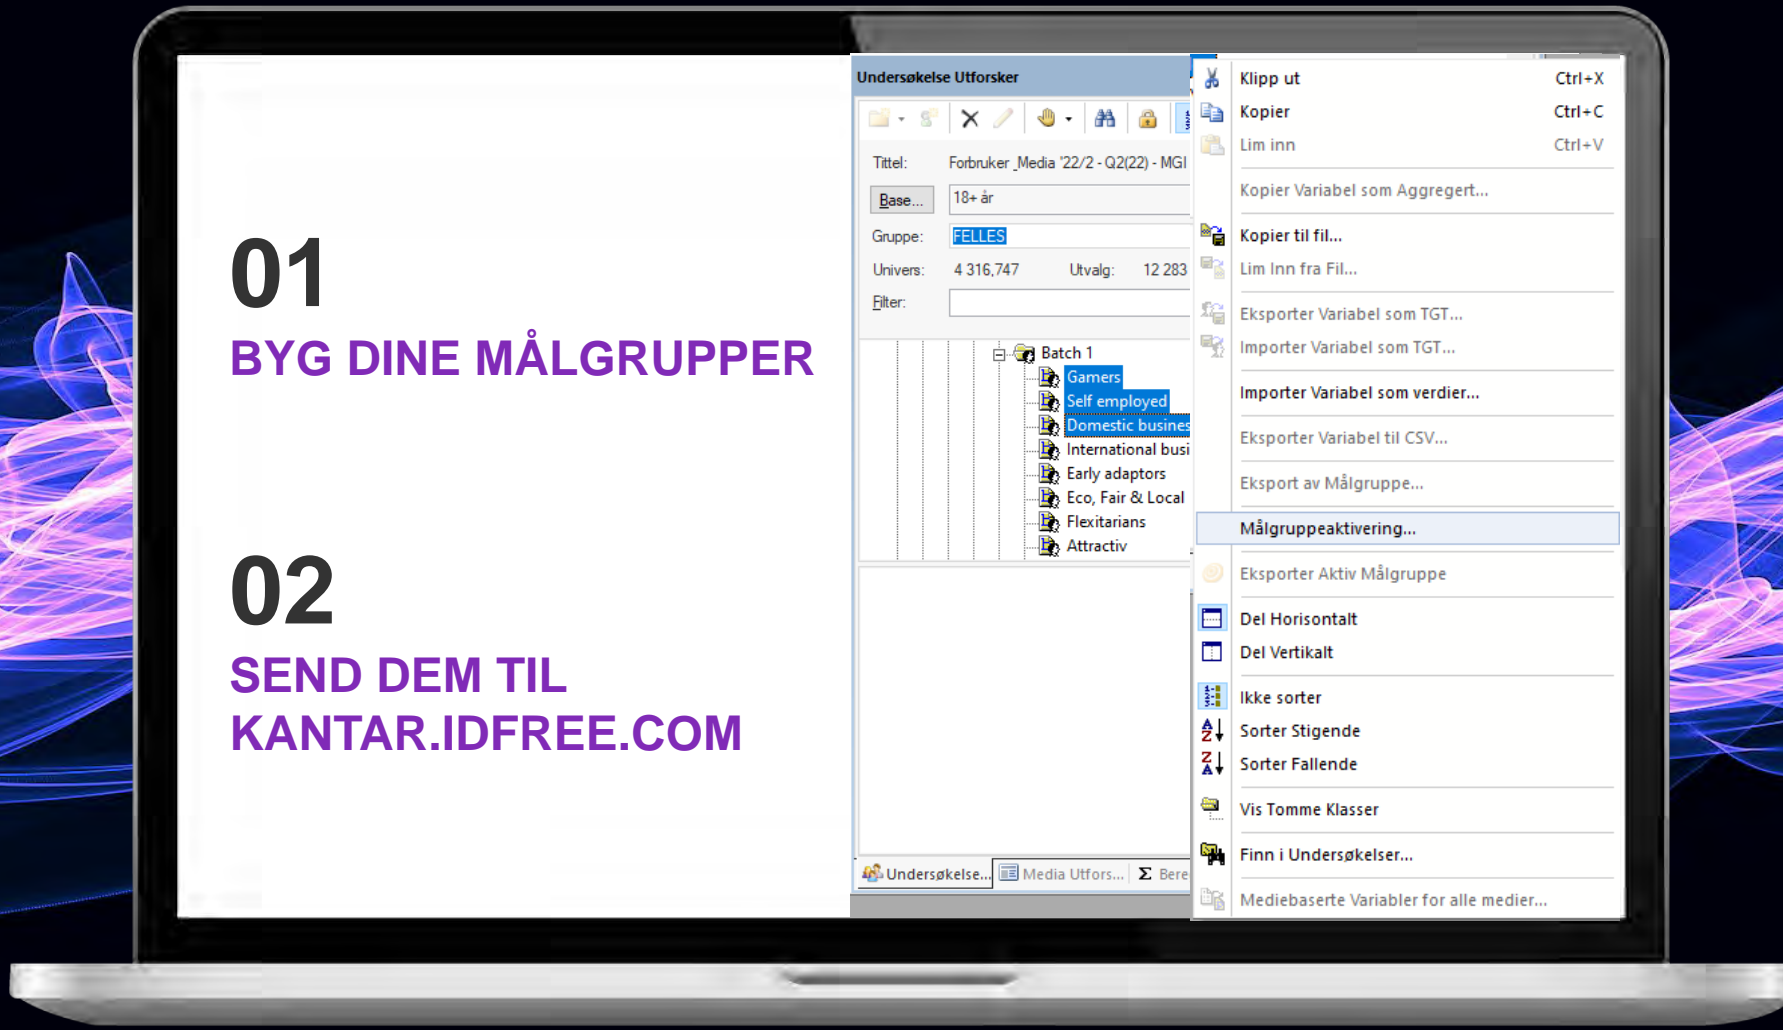 01
BYG DINE MÅLGRUPPER
02
SEND DEM TIL
KANTAR.IDFREE.COM
Undersøkelse Utforsker
Tittel: Forbruker _Media '22/2 - Q2(22) - MGI
Base... 18+ år
Gruppe: FELLES
Univers: 4 316,747 Utvalg: 12 283
Filter:
Batch 1
Gamers
Self employed
Domestic busines
International busi
Early adaptors
Eco, Fair & Local
Flexitarians
Attractiv
Undersøkelse... Media Utfors... Σ Bere
Klipp ut Ctrl+X
Kopier Ctrl+C
Lim inn Ctrl+V
Kopier Variabel som Aggregert...
Kopier til fil...
Lim Inn fra Fil...
Eksporter Variabel som TGT...
Importer Variabel som TGT...
Importer Variabel som verdier...
Eksporter Variabel til CSV...
Eksport av Målgruppe...
Målgruppeaktivering...
Eksporter Aktiv Målgruppe
Del Horisontalt
Del Vertikalt
Ikke sorter
Sorter Stigende
Sorter Fallende
Vis Tomme Klasser
Finn i Undersøkelser...
Mediebaserte Variabler for alle medier...